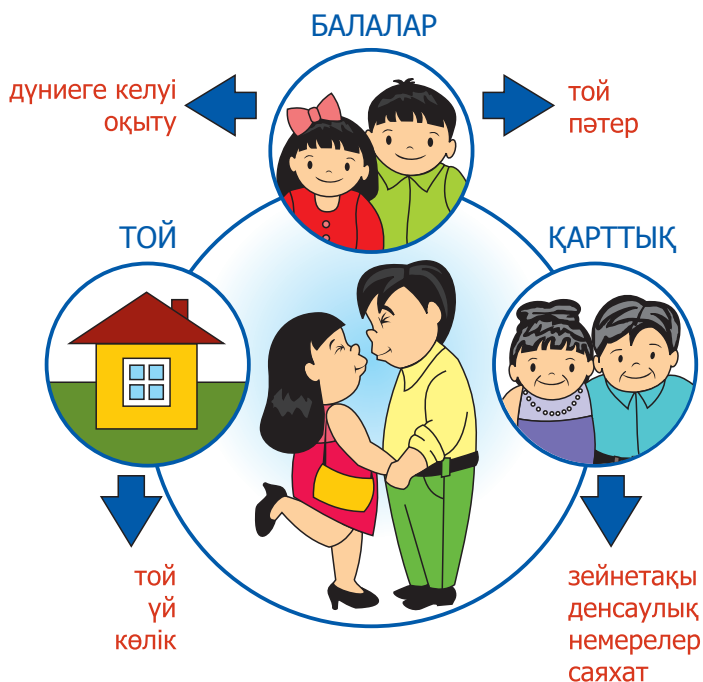 БАЛАЛАР
дүниеге келуі
оқыту
той
пәтер
ТОЙ
той
үй
көлік
ҚАРТТЫҚ
зейнетақы
денсаулық
немерелер
саяхат